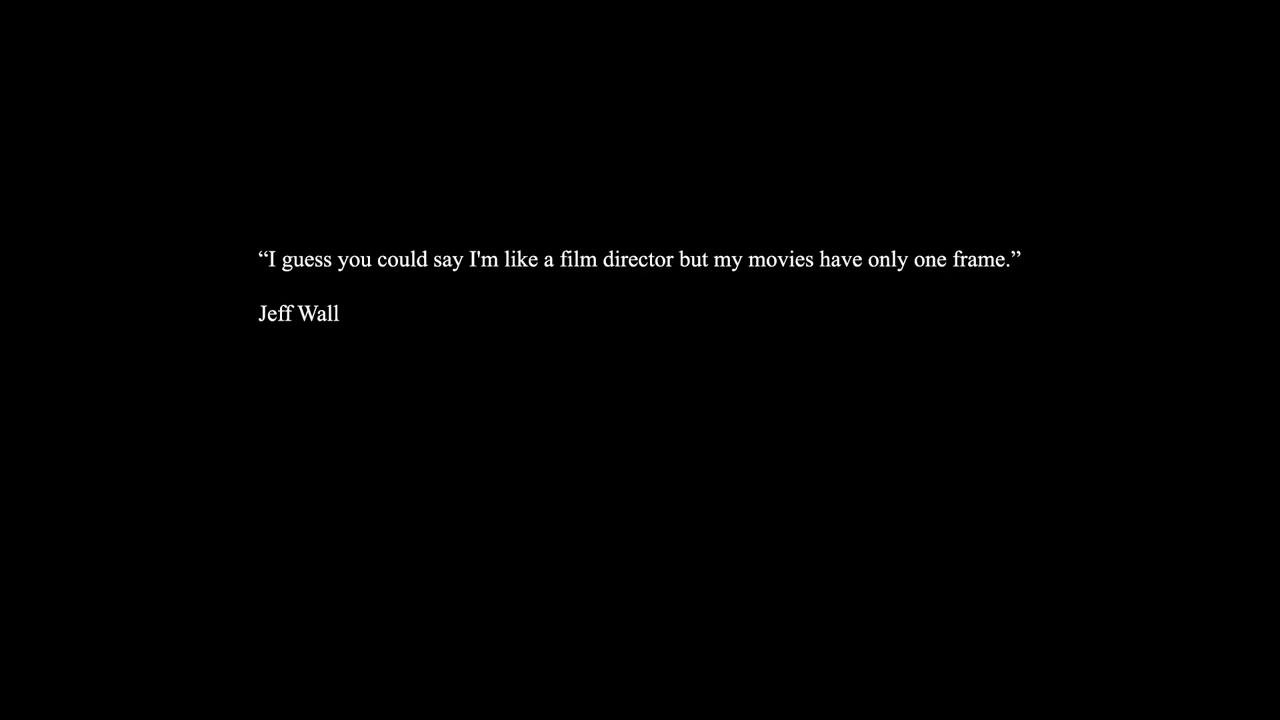 “I guess you could say I'm like a film director but my movies have only one frame.”
Jeff Wall